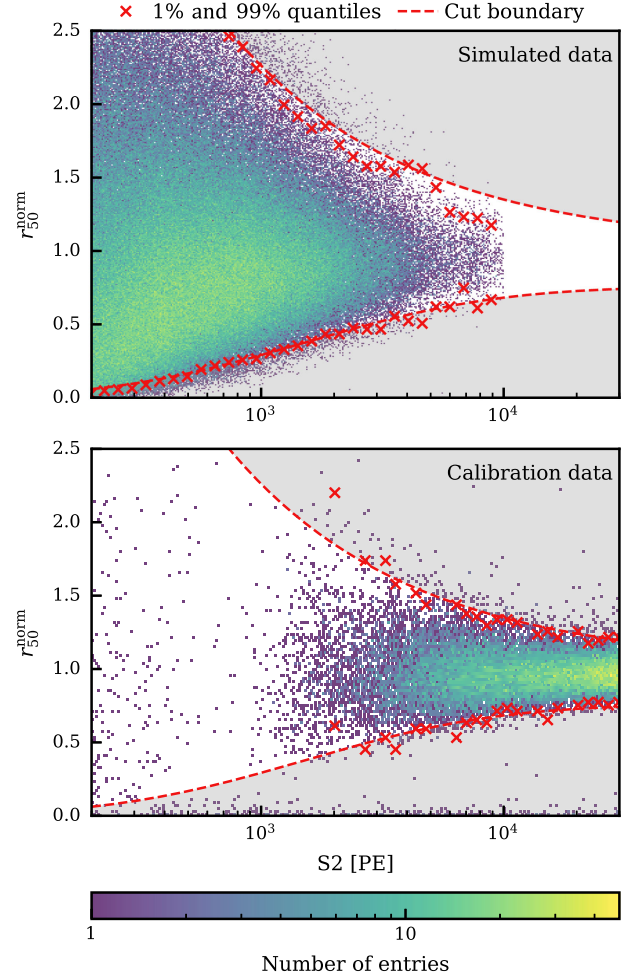 1% and 99% quantiles Cut boundary
2.5
Simulated data
2.0
1.5
r_50^norm
1.0
0.5
0.0
10^3 10^4
2.5
Calibration data
2.0
1.5
r_50^norm
1.0
0.5
0.0
10^3 10^4
S2 [PE]
1 10
Number of entries